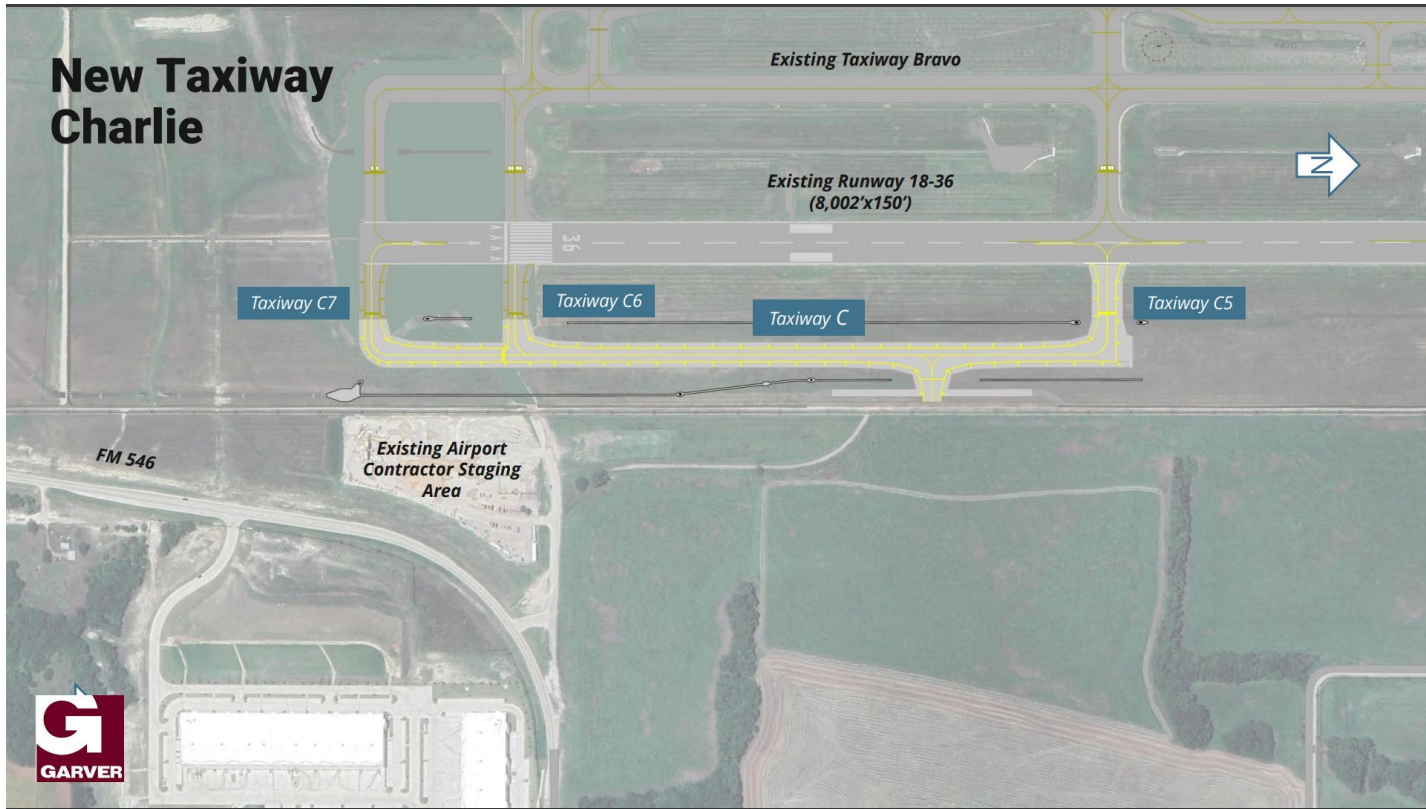 New Taxiway
Charlie
Existing Taxiway Bravo
N
Existing Runway 18-36
(8,002’x150’)
36
Taxiway C7
Taxiway C6
Taxiway C
Taxiway C5
FM 546
Existing Airport
Contractor Staging
Area
G
GARVER